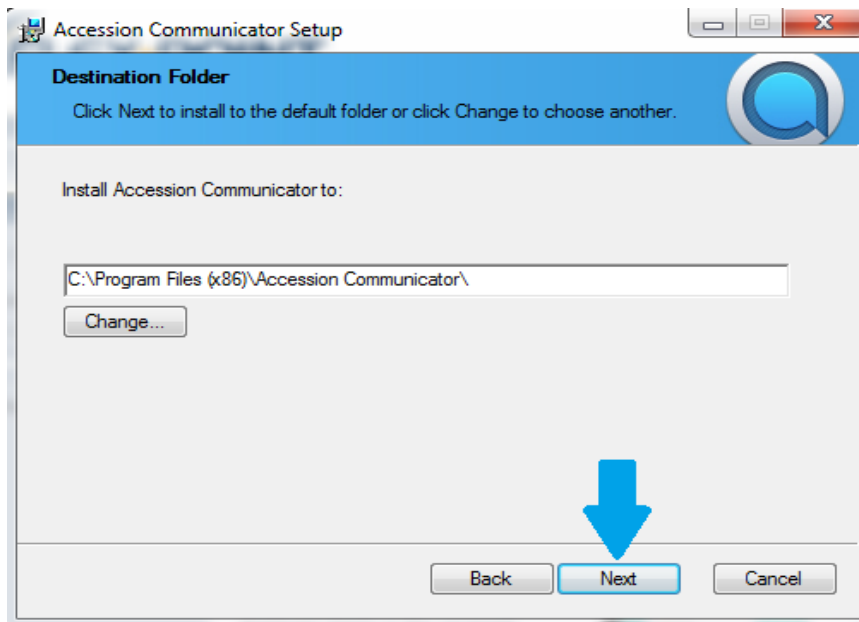 Accession Communicator Setup
Destination Folder
Click Next to install to the default folder or click Change to choose another.
Install Accession Communicator to:
C:\Program Files (x86)\Accession Communicator\
Change...
Back Next Cancel